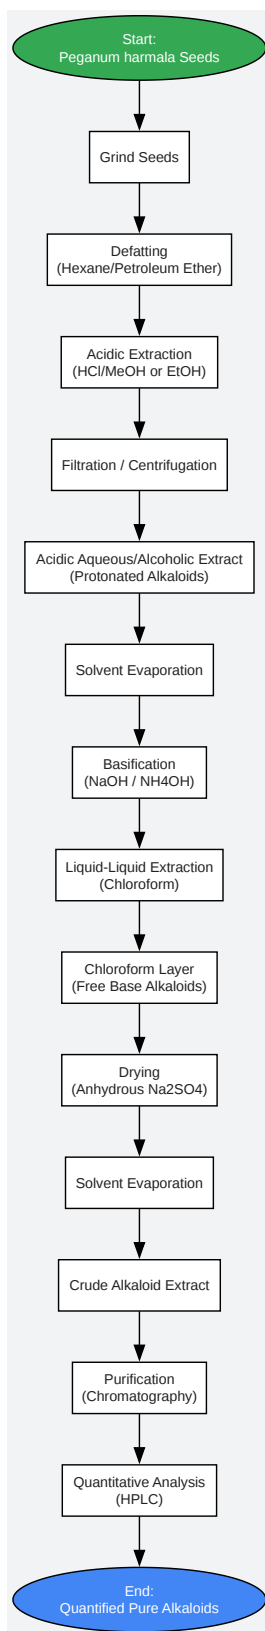 Start:
Peganum harmala Seeds
Grind Seeds
Defatting
(Hexane/Petroleum Ether)
Acidic Extraction
(HCl/MeOH or EtOH)
Filtration / Centrifugation
Acidic Aqueous/Alcoholic Extract
(Protonated Alkaloids)
Solvent Evaporation
Basification
(NaOH / NH4OH)
Liquid-Liquid Extraction
(Chloroform)
Chloroform Layer
(Free Base Alkaloids)
Drying
(Anhydrous Na2SO4)
Solvent Evaporation
Crude Alkaloid Extract
Purification
(Chromatography)
Quantitative Analysis
(HPLC)
End:
Quantified Pure Alkaloids